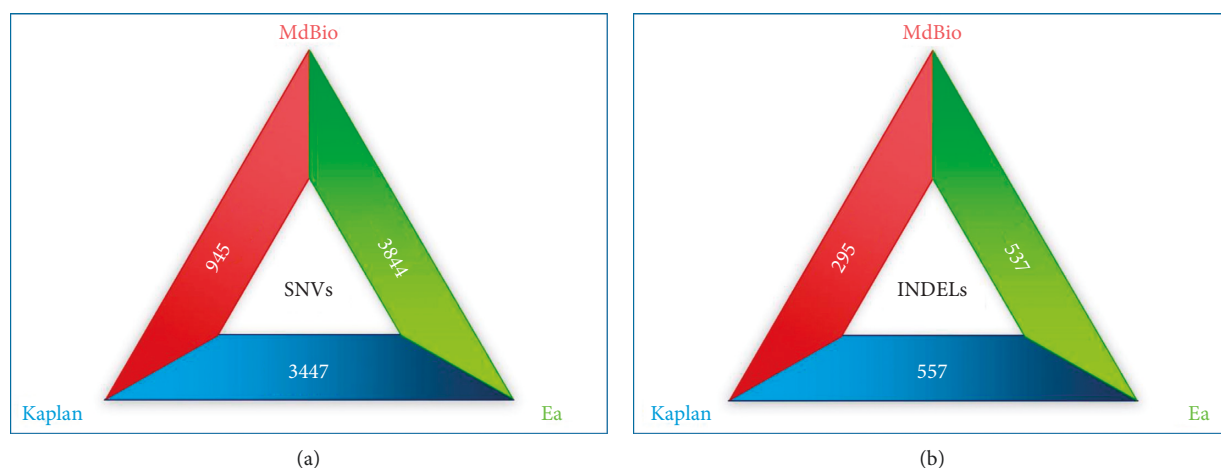 MdBio
945
3844
SNVs
3447
Kaplan
Ea
(a)
MdBio
295
537
INDELs
557
Kaplan
Ea
(b)